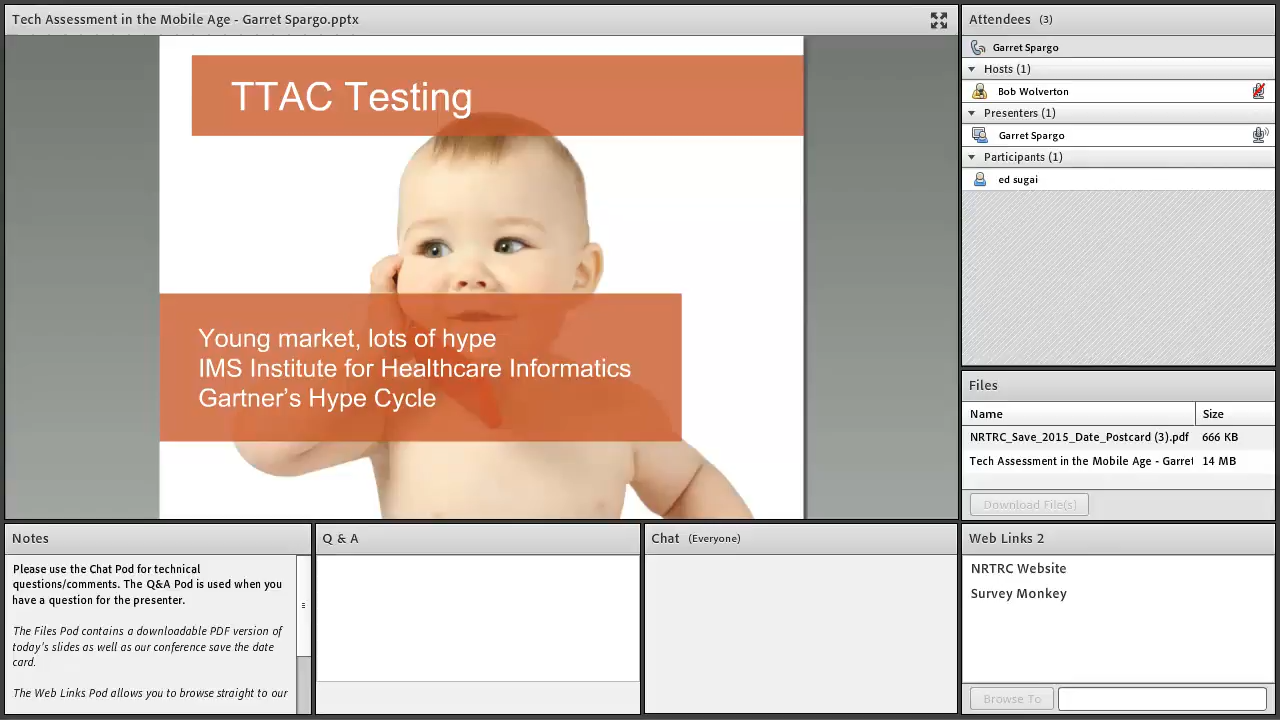 Tech Assessment in the Mobile Age - Garret Spargo.pptx
TTAC Testing
Young market, lots of hype
IMS Institute for Healthcare Informatics
Gartner's Hype Cycle
Attendees (3)
Garret Spargo
Hosts (1)
Bob Wolverton
Presenters (1)
Garret Spargo
Participants (1)
ed sugai
Files
Name Size
NRTRC_Save_2015_Date_Postcard (3).pdf 666 KB
Tech Assessment in the Mobile Age - Garret 14 MB
Download File(s)
Notes
Please use the Chat Pod for technical
questions/comments. The Q&A Pod is used when you
have a question for the presenter.
The Files Pod contains a downloadable PDF version of
today's slides as well as our conference save the date
card.
The Web Links Pod allows you to browse straight to our
Q & A
Chat (Everyone)
Web Links 2
NRTRC Website
Survey Monkey
Browse To